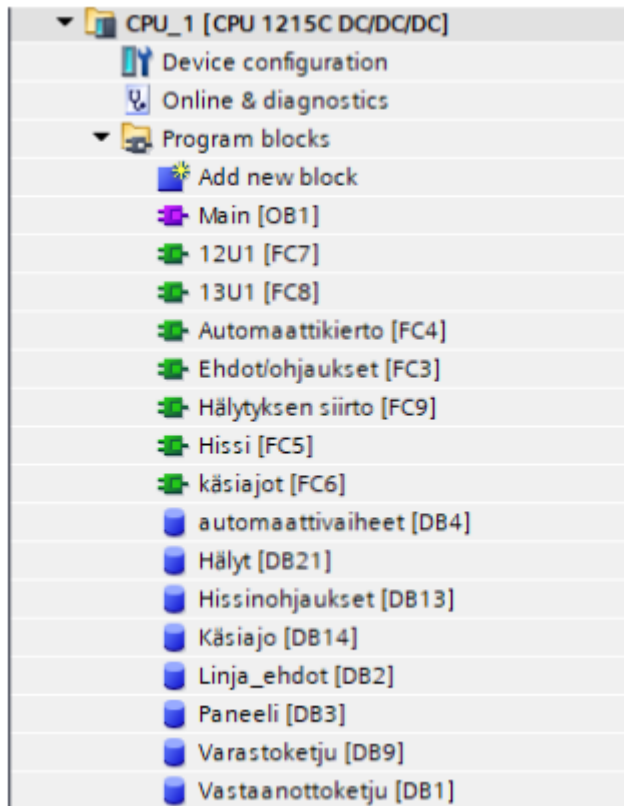 CPU_1 [CPU 1215C DC/DC/DC]
Device configuration
Online & diagnostics
Program blocks
Add new block
Main [OB1]
12U1 [FC7]
13U1 [FC8]
Automaattikierto [FC4]
Ehdot/ohjaukset [FC3]
Hälytyksen siirto [FC9]
Hissi [FC5]
käsiajot [FC6]
automaattivaiheet [DB4]
Hälyt [DB21]
Hissinohjaukset [DB13]
Käsiajo [DB14]
Linja_ehdot [DB2]
Paneeli [DB3]
Varastoketju [DB9]
Vastaanottoketju [DB1]